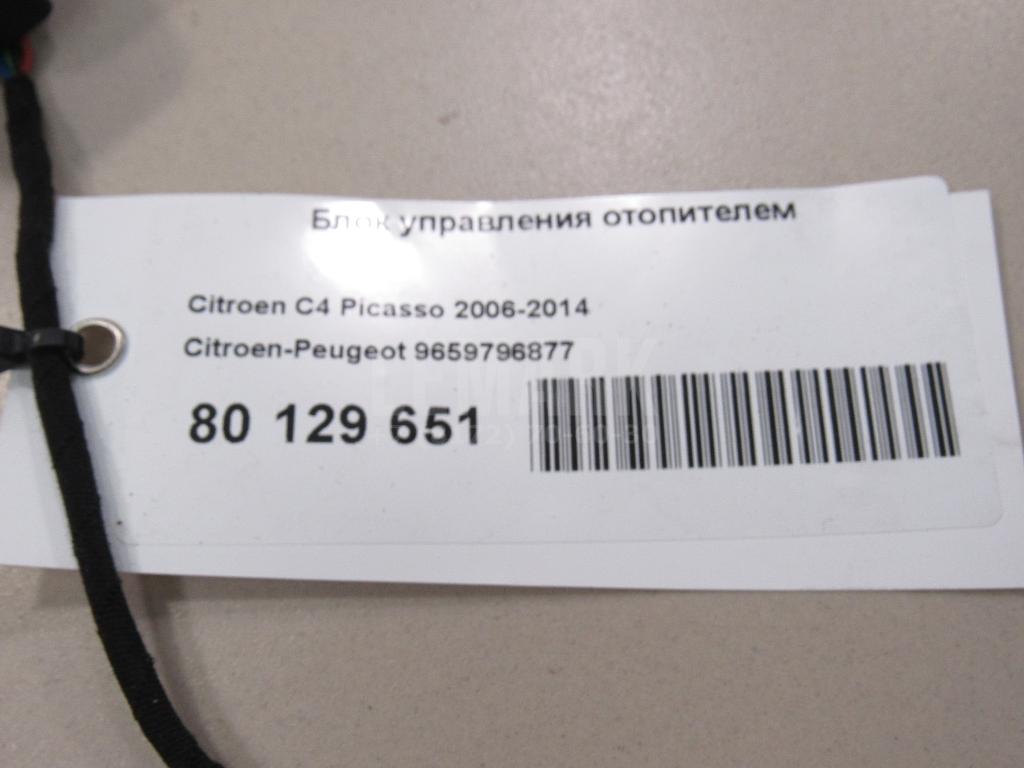 Блок управления отопителем
Citroen C4 Picasso 2006-2014
Citroen-Peugeot 9659796877
80 129 651